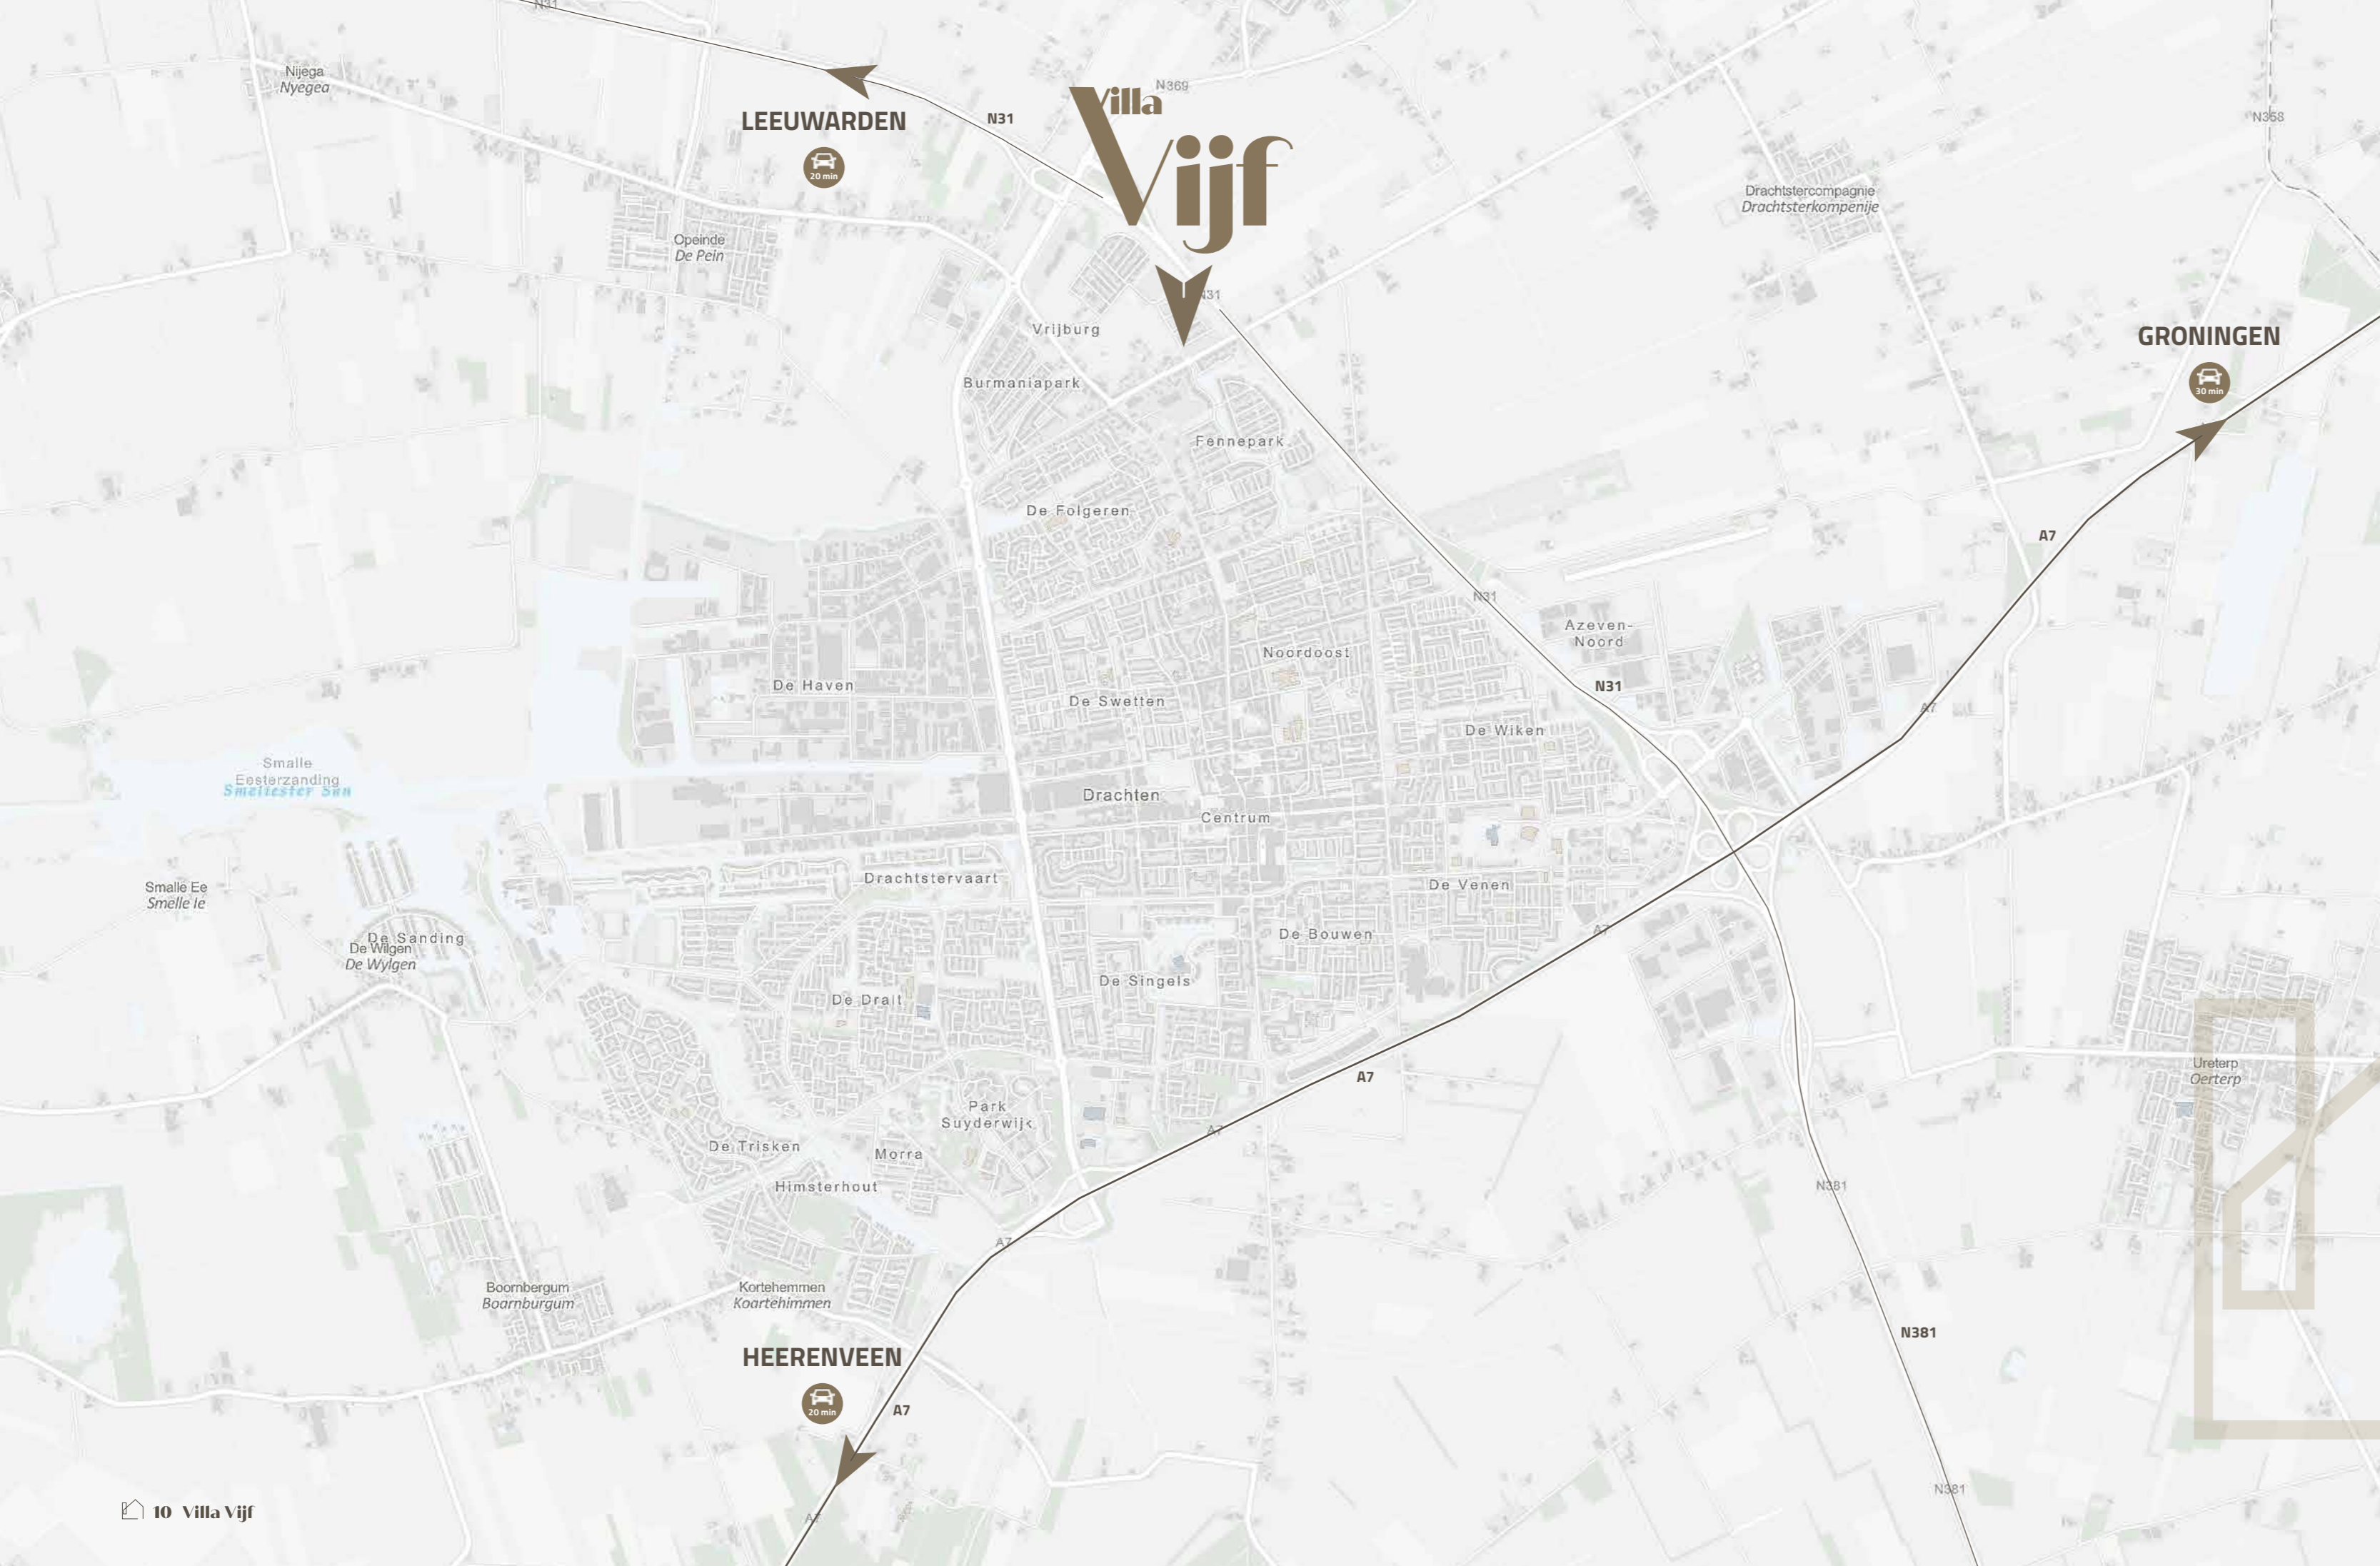 N31
Nijega
Nyegea
LEEUWARDEN
20 min
N31
Villa
Vijf
N369
N358
Drachtstercompagnie
Drachtsterkompenije
Opeinde
De Pein
N31
Vrijburg
GRONINGEN
30 min
Burmaniapark
Fennepark
De Folgeren
A7
N31
Azeven-
Noord
Noordoost
De Haven
N31
De Swetten
A7
De Wiken
Smalle
Eesterzanding
Smellester Sân
Drachten
Centrum
Drachtstervaart
De Venen
Smalle Ee
Smelle Ie
A7
De Bouwen
De Sanding
De Wilgen
De Wylgen
De Singels
De Drait
Ureterp
Oerterp
A7
Park
Suyderwijk
A7
De Trisken
Morra
Himsterhout
N381
A7
Boornbergum
Boarnburgum
Kortehemmen
Koartehimmen
N381
HEERENVEEN
20 min
A7
N381
10 Villa Vijf
A7